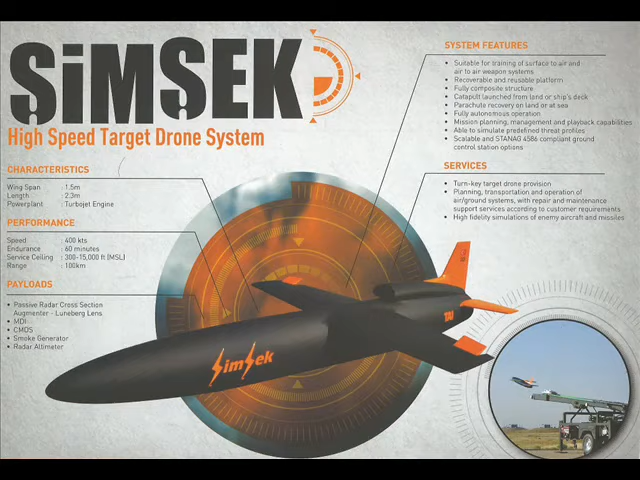 SiMSEK
High Speed Target Drone System
CHARACTERISTICS
Wing Span : 1.5m
Length : 2.3m
Powerplant : Turbojet Engine
PERFORMANCE
Speed : 400 kts
Endurance : 60 minutes
Service Ceiling : 300-15,000 ft (MSL)
Range : 100km
PAYLOADS
• Passive Radar Cross Section
Augmenter - Luneberg Lens
• MDI
• CMDS
• Smoke Generator
• Radar Altimeter
SYSTEM FEATURES
• Suitable for training of surface to air and
air to air weapon systems
• Recoverable and reusable platform
• Fully composite structure
• Catapult launched from land or ship's deck
• Parachute recovery on land or at sea
• Fully autonomous operation
• Mission planning, management and playback capabilities
• Able to simulate predefined threat profiles
• Scalable and STANAG 4586 compliant ground
control station options
SERVICES
• Turn-key target drone provision
• Planning, transportation and operation of
air/ground systems, with repair and maintenance
support services according to customer requirements
• High fidelity simulations of enemy aircraft and missiles
SimSek
TAI